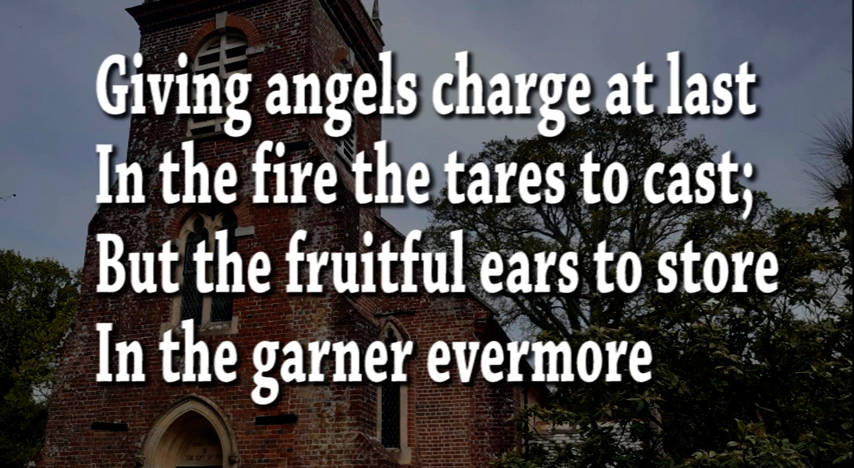 Giving angels charge at last
In the fire the tares to cast;
But the fruitful ears to store
In the garner evermore